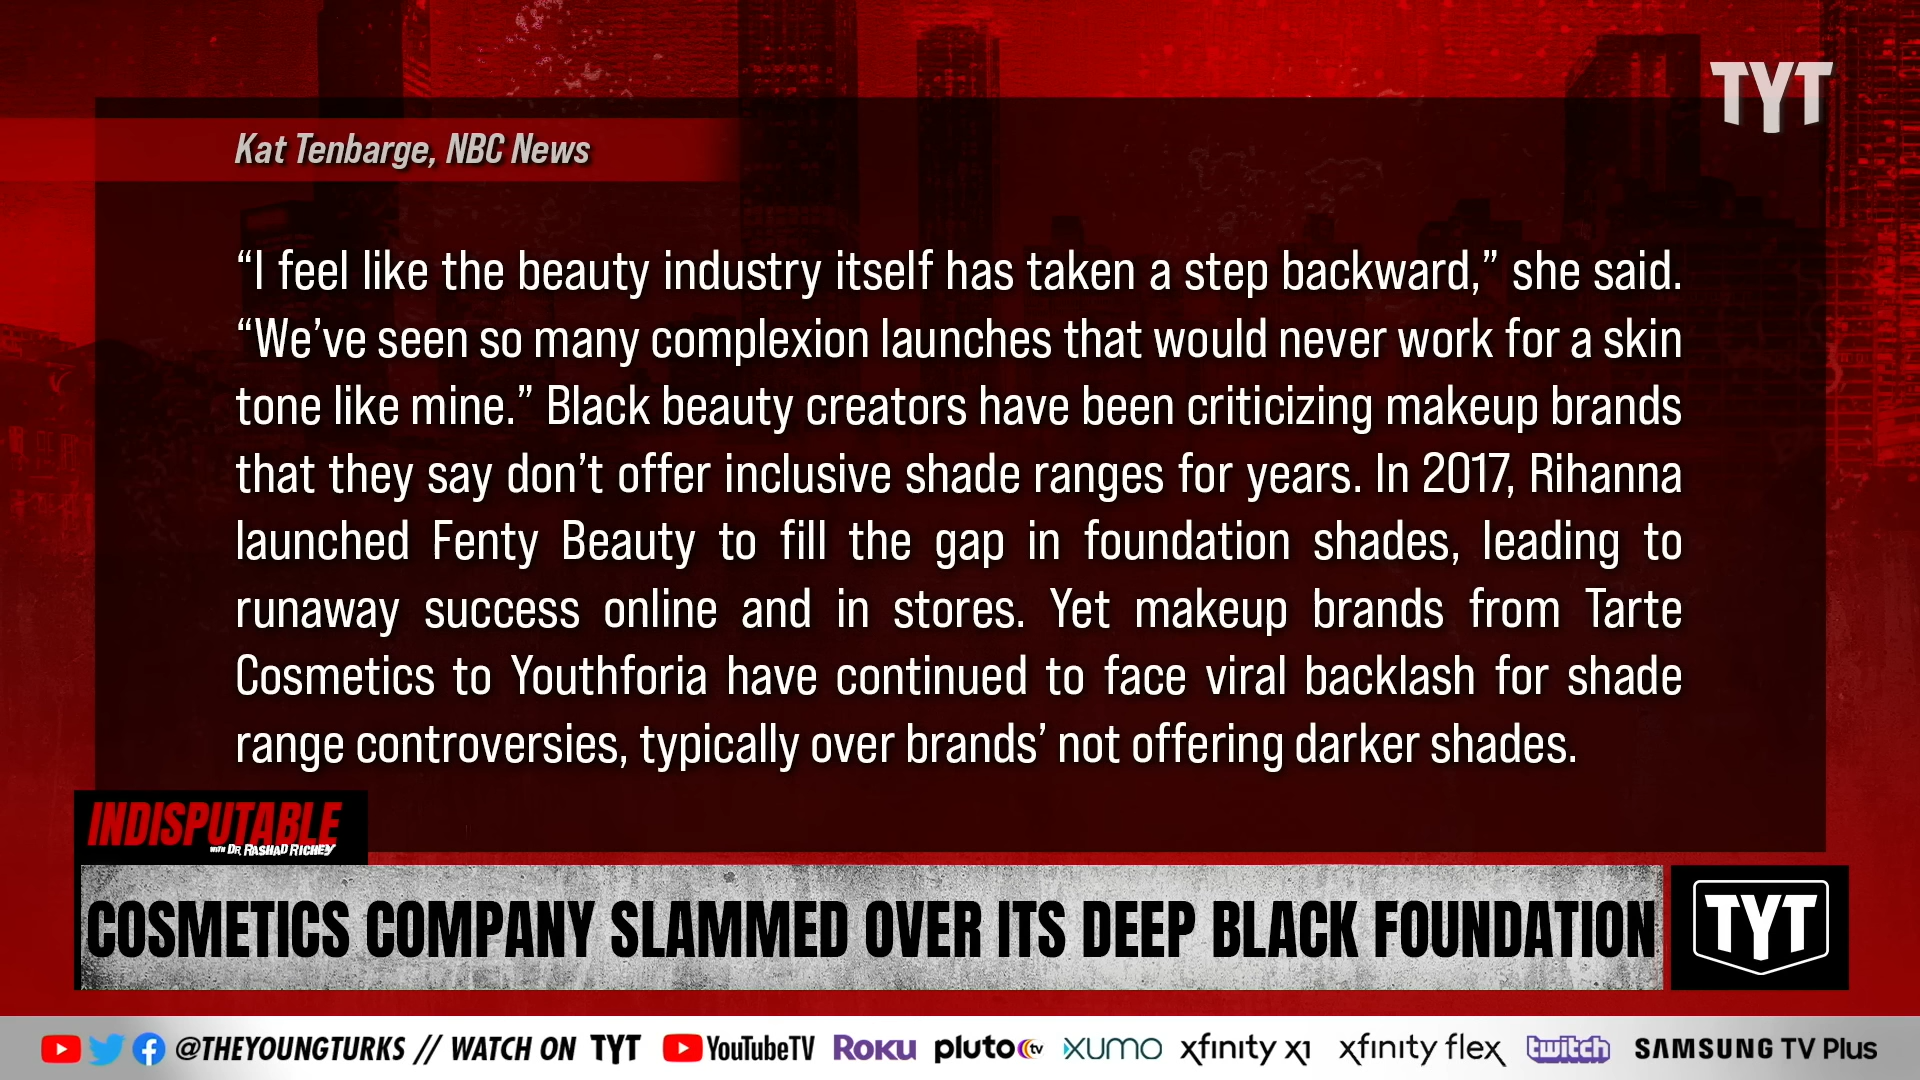 TYT
Kat Tenbarge, NBC News
“I feel like the beauty industry itself has taken a step backward,” she said.
“We’ve seen so many complexion launches that would never work for a skin
tone like mine.” Black beauty creators have been criticizing makeup brands
that they say don’t offer inclusive shade ranges for years. In 2017, Rihanna
launched Fenty Beauty to fill the gap in foundation shades, leading to
runaway success online and in stores. Yet makeup brands from Tarte
Cosmetics to Youthforia have continued to face viral backlash for shade
range controversies, typically over brands’ not offering darker shades.
INDISPUTABLE
WITH DR. RASHAD RICHEY
COSMETICS COMPANY SLAMMED OVER ITS DEEP BLACK FOUNDATION
TYT
@THEYOUNGTURKS // WATCH ON TYT YouTubeTV ROKU pluto tv XUMO xfinity x1 xfinity flex twitch SAMSUNG TV Plus